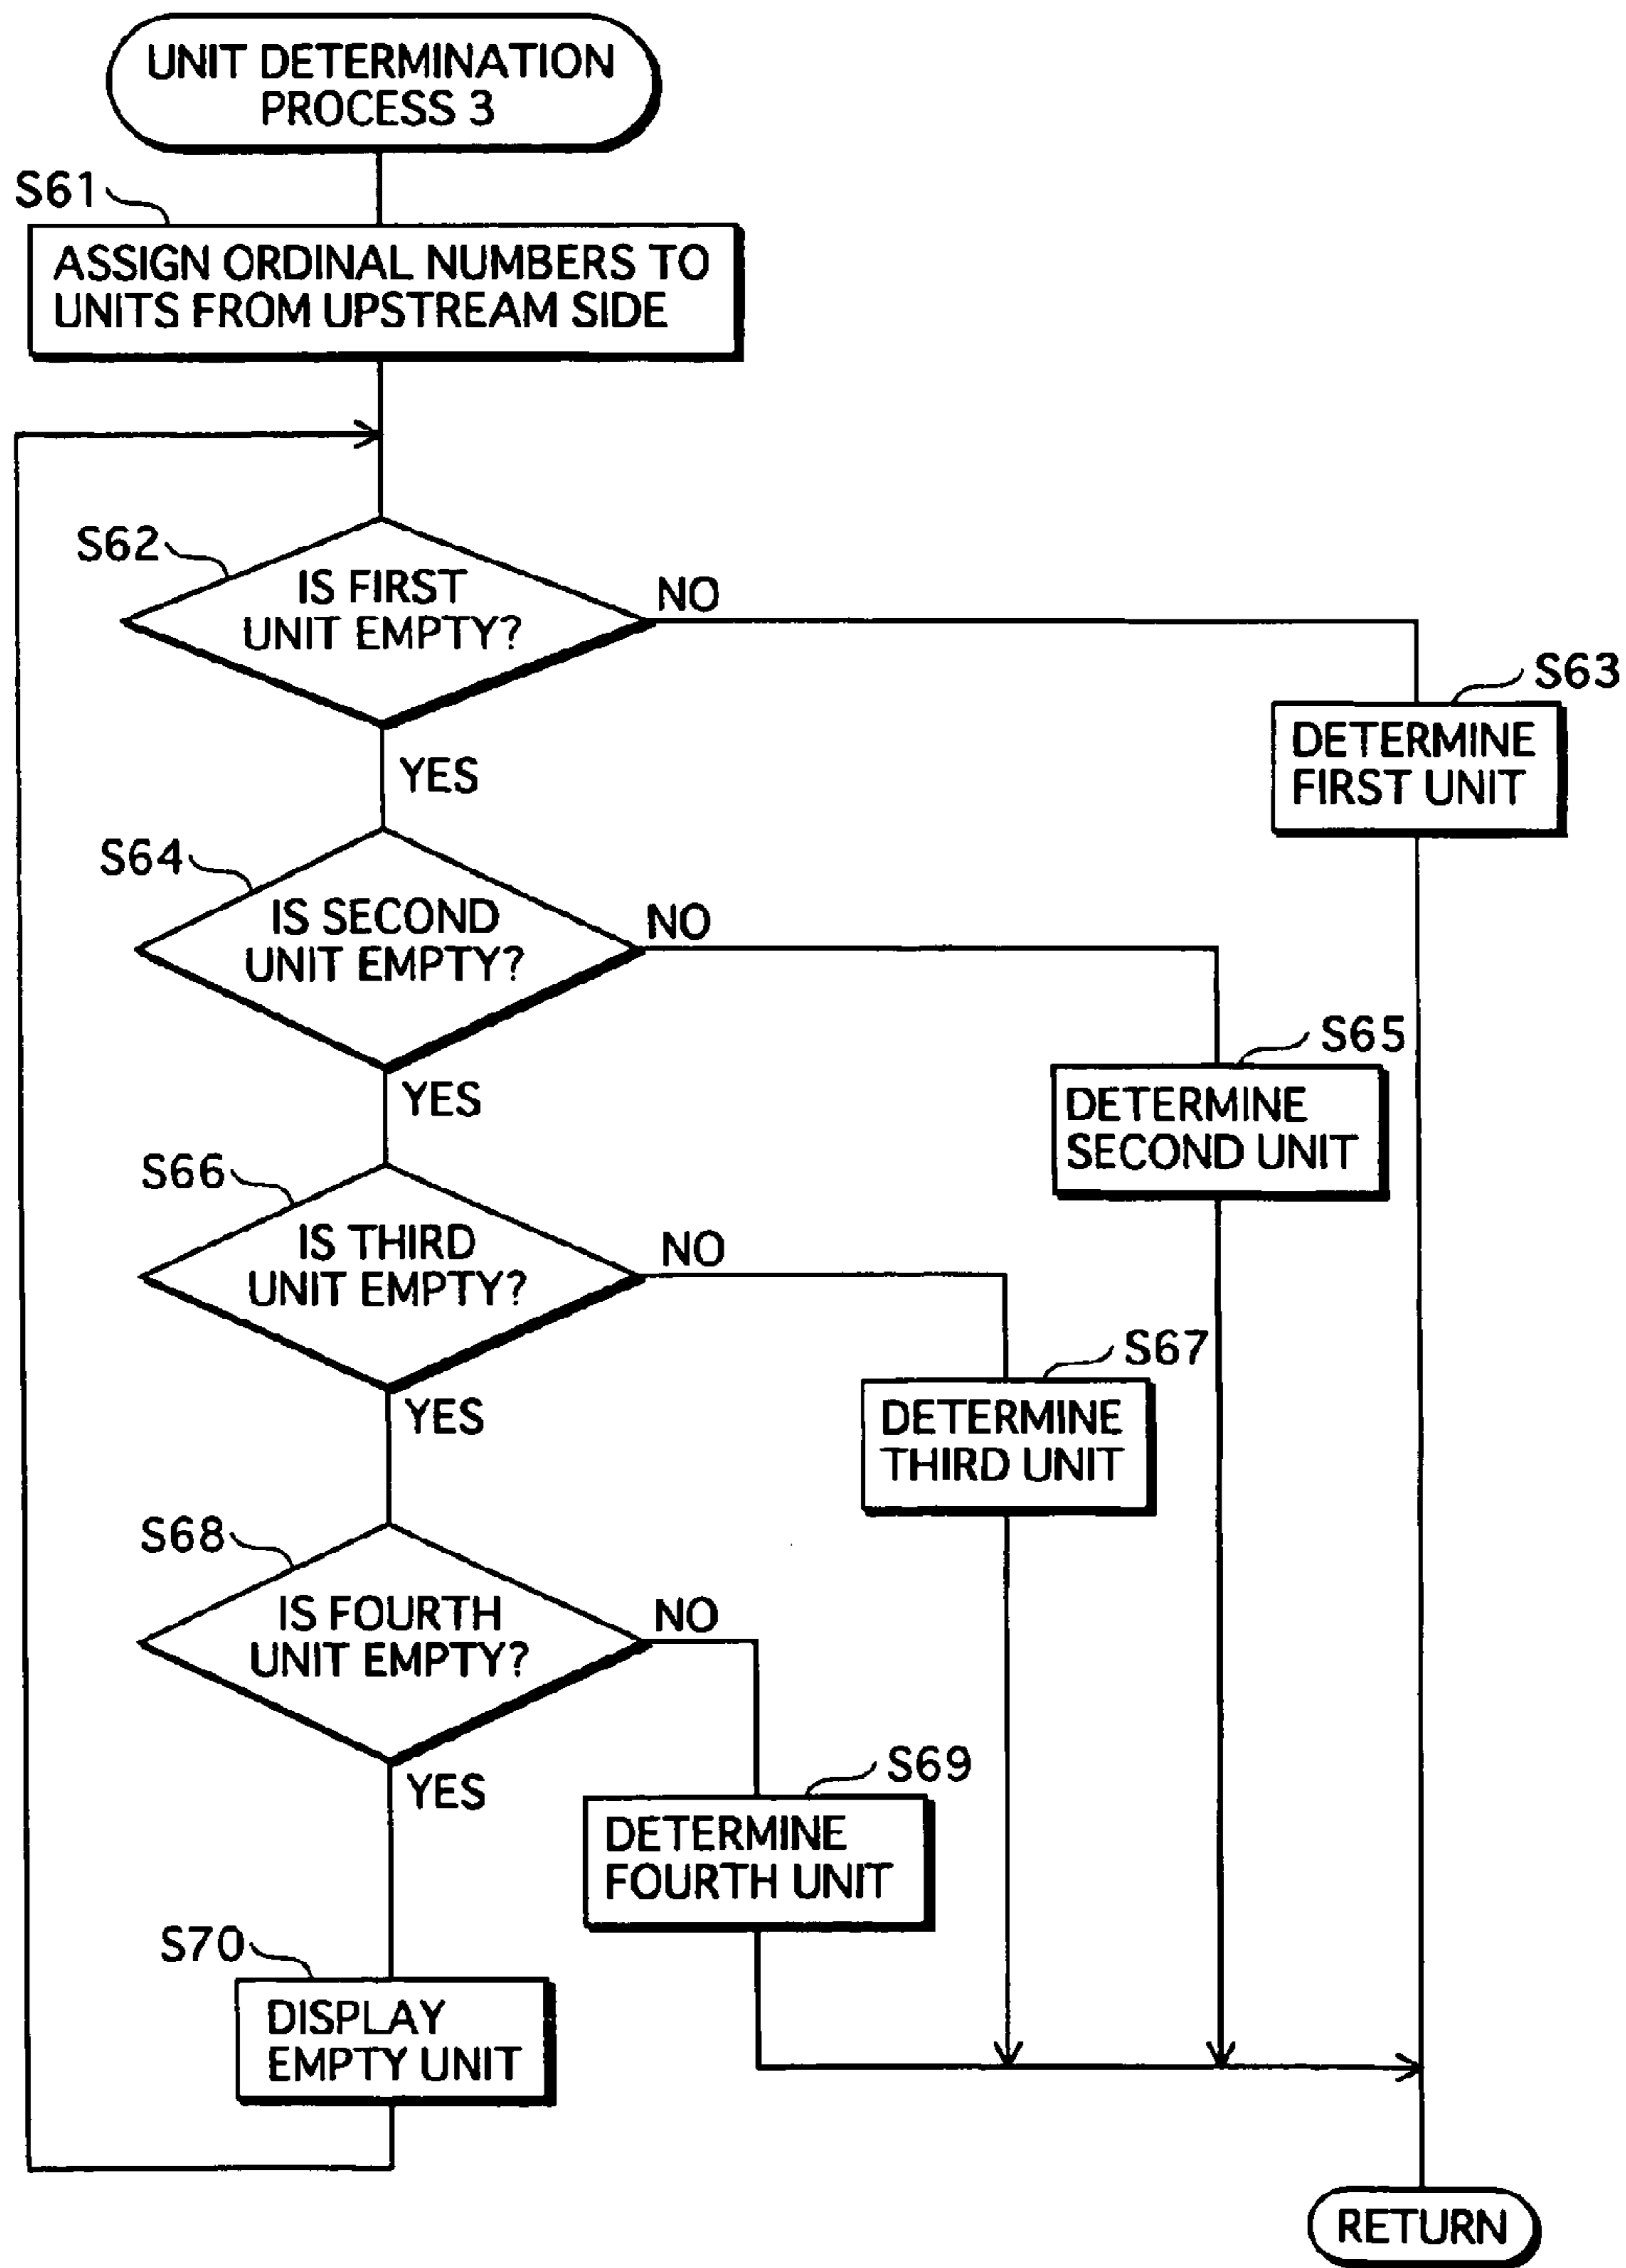 UNIT DETERMINATION
PROCESS 3
S61
ASSIGN ORDINAL NUMBERS TO
UNITS FROM UPSTREAM SIDE
S62
IS FIRST
UNIT EMPTY?
NO
S63
DETERMINE
FIRST UNIT
YES
S64
IS SECOND
UNIT EMPTY?
NO
S65
DETERMINE
SECOND UNIT
YES
S66
IS THIRD
UNIT EMPTY?
NO
S67
DETERMINE
THIRD UNIT
YES
S68
IS FOURTH
UNIT EMPTY?
NO
S69
DETERMINE
FOURTH UNIT
YES
S70
DISPLAY
EMPTY UNIT
RETURN